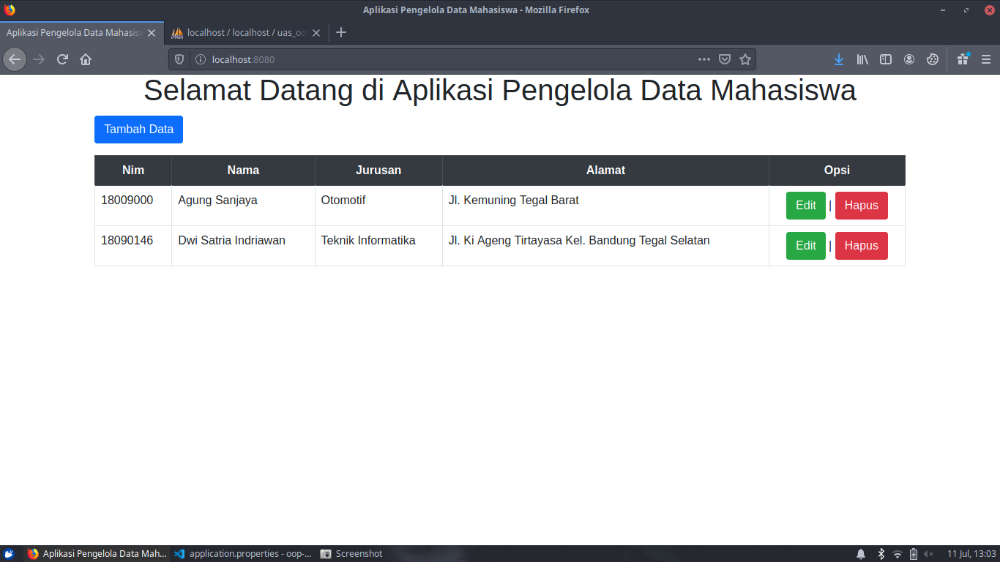 Aplikasi Pengelola Data Mahasiswa - Mozilla Firefox
Aplikasi Pengelola Data Mahasisw localhost / localhost / uas_oo
localhost:8080
Selamat Datang di Aplikasi Pengelola Data Mahasiswa
Tambah Data
Nim Nama Jurusan Alamat Opsi
18009000 Agung Sanjaya Otomotif Jl. Kemuning Tegal Barat Edit | Hapus
18090146 Dwi Satria Indriawan Teknik Informatika Jl. Ki Ageng Tirtayasa Kel. Bandung Tegal Selatan Edit | Hapus
Aplikasi Pengelola Data Mah... application.properties - oop-... Screenshot 11 Jul, 13:03